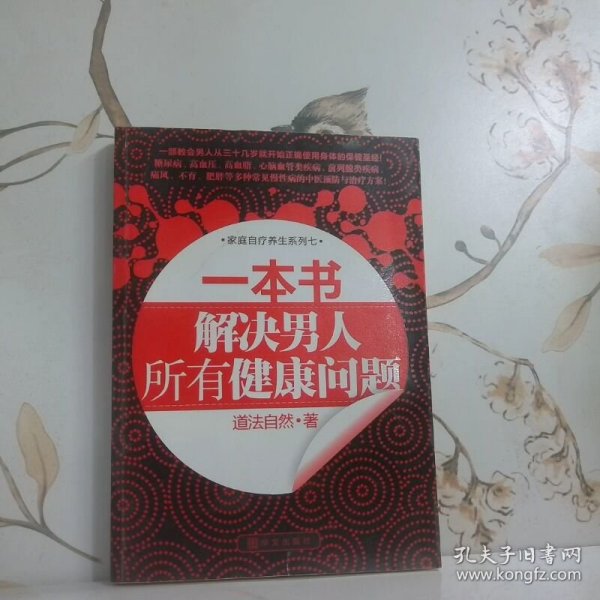 一部教会男人从三十几岁就开始正确使用身体的保健圣经!
糖尿病、高血压、高血脂、心脑血管类疾病、前列腺类疾病
痛风、不育、肥胖等多种常见慢性病的中医预防与治疗方案!
•家庭自疗养生系列七•
一本书
解决男人
所有健康问题
道法自然•著
文出版社
孔夫子旧书网
www.kongfz.com